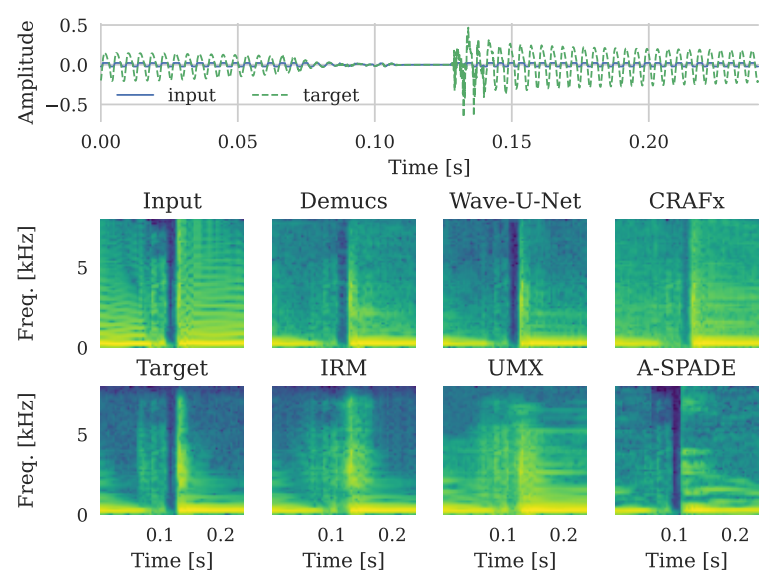 Amplitude
0.5
0.0
−0.5
input target
0.00 0.05 0.10 0.15 0.20
Time [s]
Input Demucs Wave-U-Net CRAFx
Freq. [kHz]
5
0
Target IRM UMX A-SPADE
Freq. [kHz]
5
0
0.1 0.2 0.1 0.2 0.1 0.2 0.1 0.2
Time [s] Time [s] Time [s] Time [s]